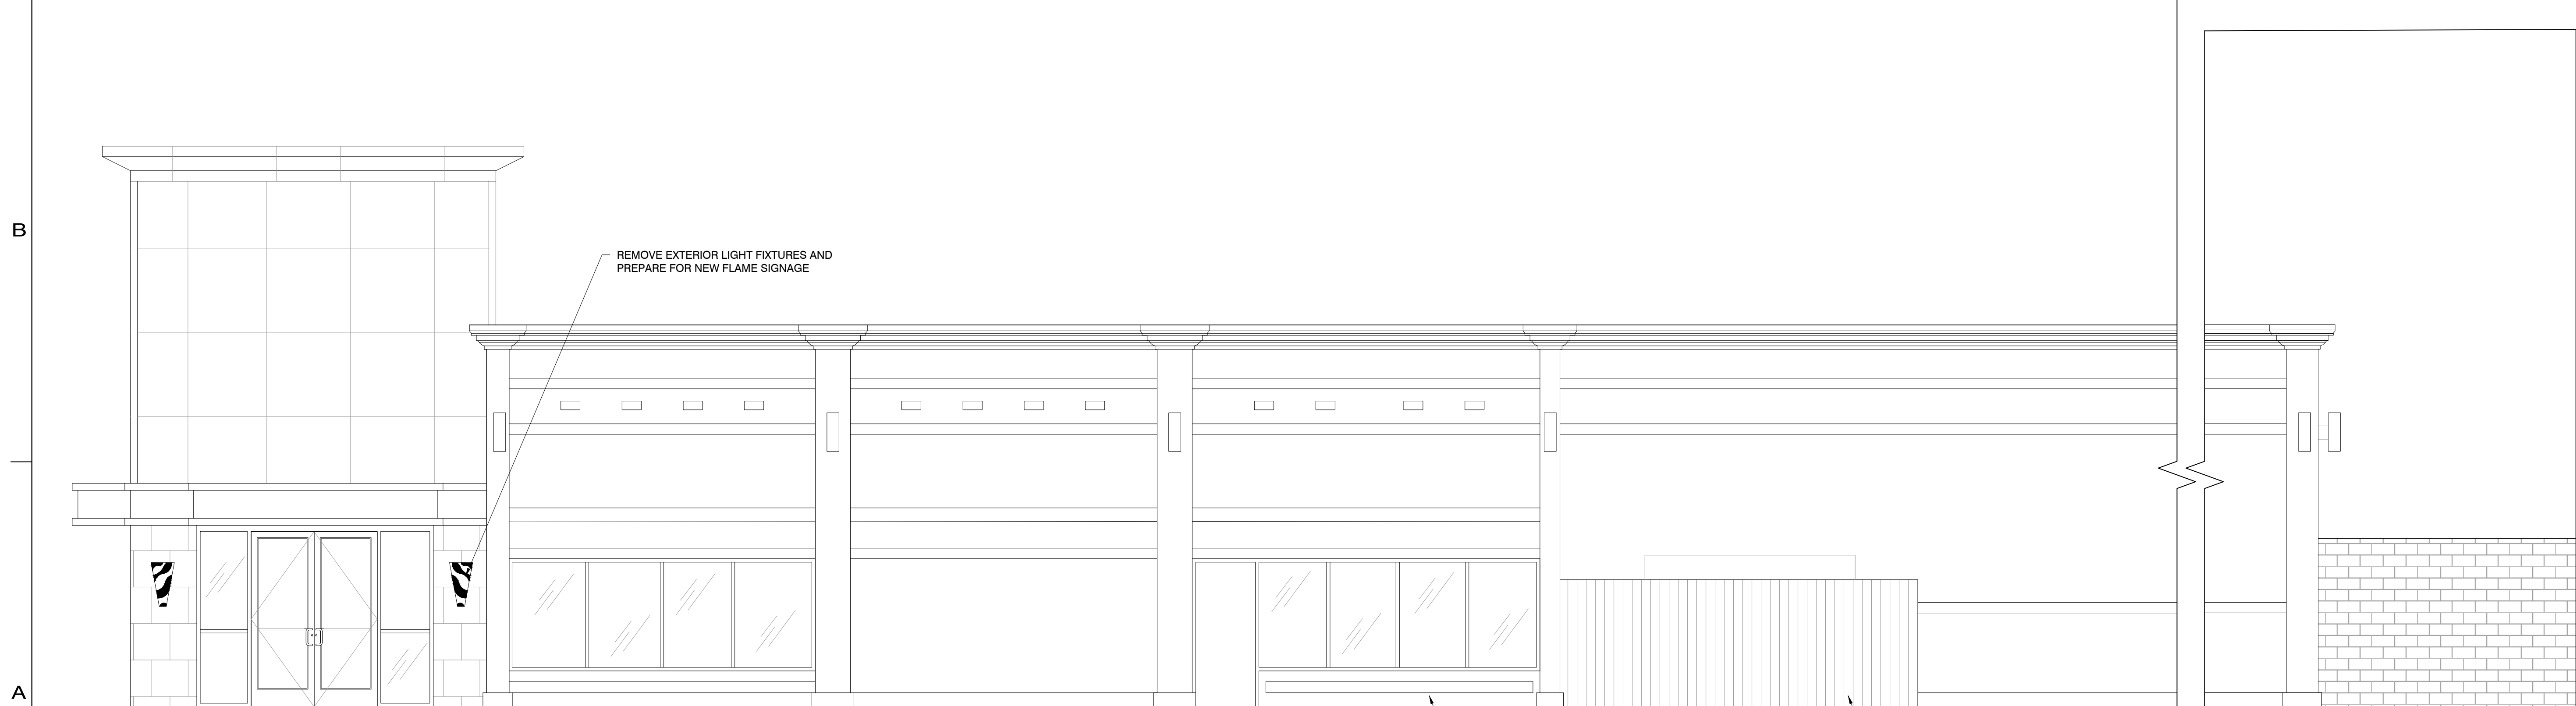 B
REMOVE EXTERIOR LIGHT FIXTURES AND
PREPARE FOR NEW FLAME SIGNAGE
A